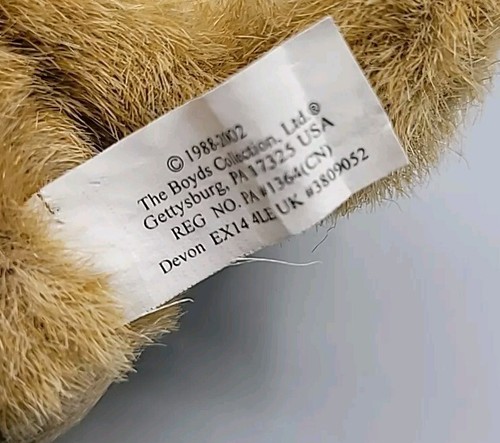 © 1988-2002
The Boyds Collection, Ltd.®
Gettysburg, PA 17325 USA
REG NO. PA #1364(CN)
Devon EX14 4LE UK #3809052